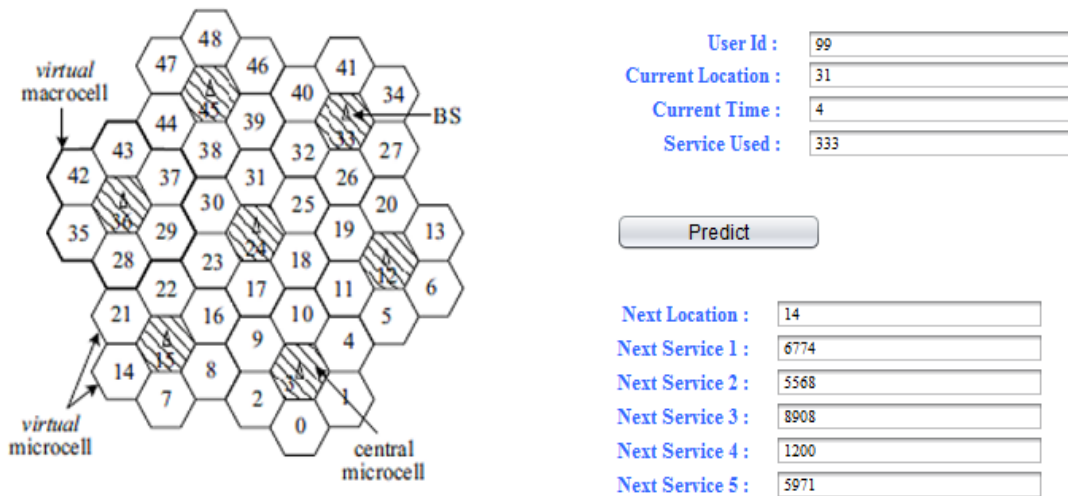 48
47
46
41
virtual
macrocell
45
40
34
44
39
33
BS
43
38
32
27
42
37
31
26
36
30
25
20
35
29
24
19
13
28
23
18
12
22
17
11
6
21
16
10
5
15
9
4
14
8
3
7
2
1
0
virtual
microcell
central
microcell
User Id : 99
Current Location : 31
Current Time : 4
Service Used : 333
Predict
Next Location : 14
Next Service 1 : 6774
Next Service 2 : 5568
Next Service 3 : 8908
Next Service 4 : 1200
Next Service 5 : 5971